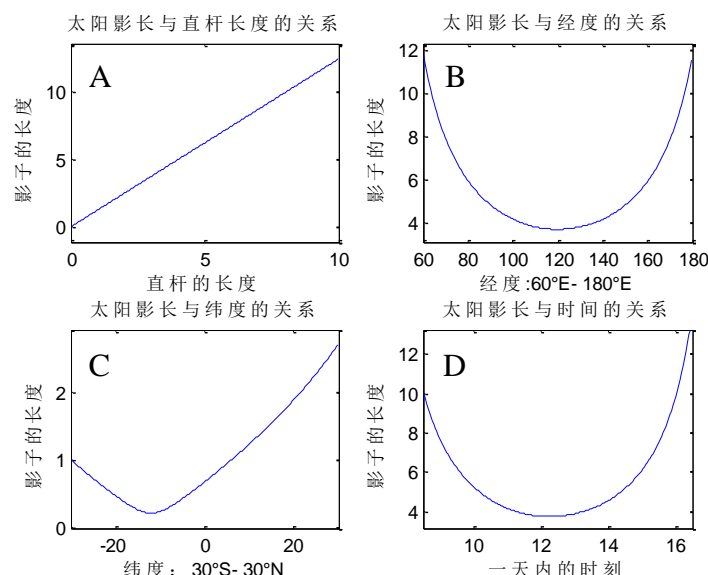 太阳影长与直杆长度的关系
A
影子的长度
10
5
0
0 5 10
直杆的长度
太阳影长与经度的关系
B
影子的长度
12
10
8
6
4
60 80 100 120 140 160 180
经度:60°E- 180°E
太阳影长与纬度的关系
C
影子的长度
2
1
0
-20 0 20
纬度： 30°S- 30°N
太阳影长与时间的关系
D
影子的长度
12
10
8
6
4
10 12 14 16
一天内的时刻